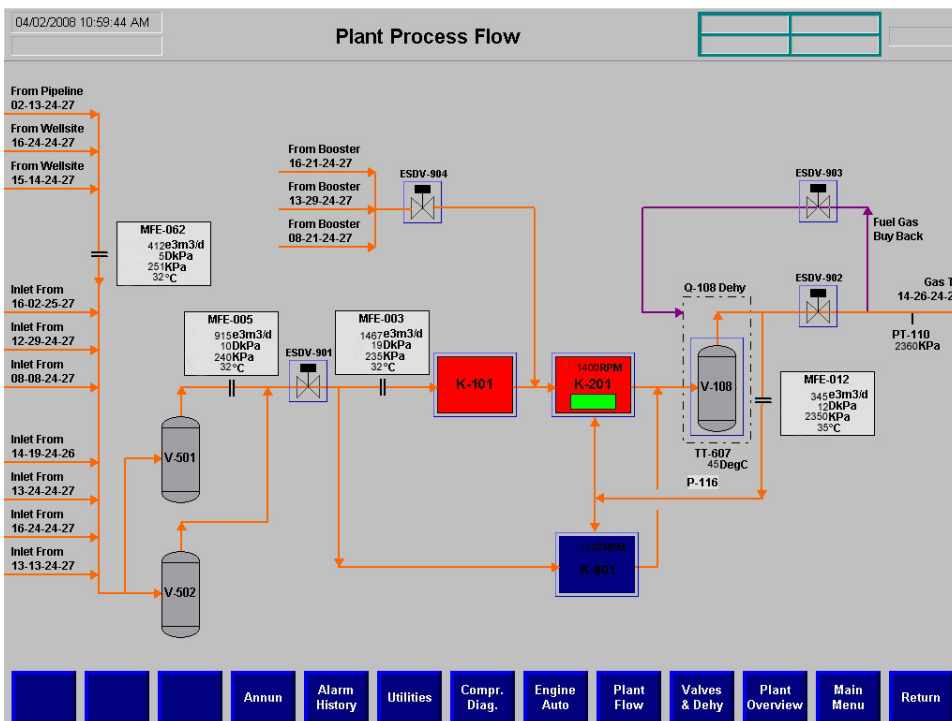 04/02/2008 10:59:44 AM
Plant Process Flow
From Pipeline
02-13-24-27
From Wellsite
16-24-24-27
From Wellsite
15-14-24-27
From Booster
16-21-24-27
From Booster
13-29-24-27
From Booster
08-21-24-27
ESDV-904
ESDV-903
Fuel Gas
Buy Back
MFE-062
412e3m3/d
5DkPa
251KPa
32°C
Inlet From
16-02-25-27
Inlet From
12-29-24-27
Inlet From
08-08-24-27
MFE-005
915e3m3/d
10DkPa
240KPa
32°C
ESDV-901
MFE-003
1467e3m3/d
19DkPa
235KPa
32°C
Q-108 Dehy
ESDV-902
Gas T
14-26-24-2
PT-110
2360KPa
K-101
1400RPM
K-201
V-108
MFE-012
345e3m3/d
12DkPa
2350KPa
35°C
TT-607
45DegC
P-116
Inlet From
14-19-24-26
Inlet From
13-24-24-27
Inlet From
16-24-24-27
Inlet From
13-13-24-27
V-501
V-502
1200RPM
K-901
Annun
Alarm
History
Utilities
Compr.
Diag.
Engine
Auto
Plant
Flow
Valves
& Dehy
Plant
Overview
Main
Menu
Return